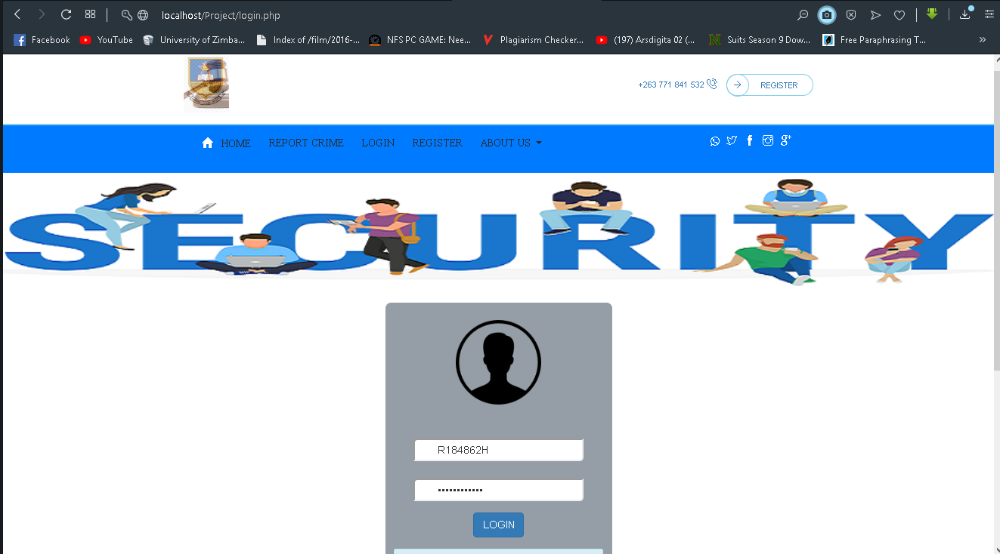 localhost/Project/login.php
Facebook YouTube University of Zimba... Index of /film/2016-... NFS PC GAME: Nee... Plagiarism Checker... (197) Arsdigita 02 (... Suits Season 9 Dow... Free Paraphrasing T... »
+263 771 841 532 REGISTER
HOME REPORT CRIME LOGIN REGISTER ABOUT US
SECURITY
R184862H
••••••••••••
LOGIN